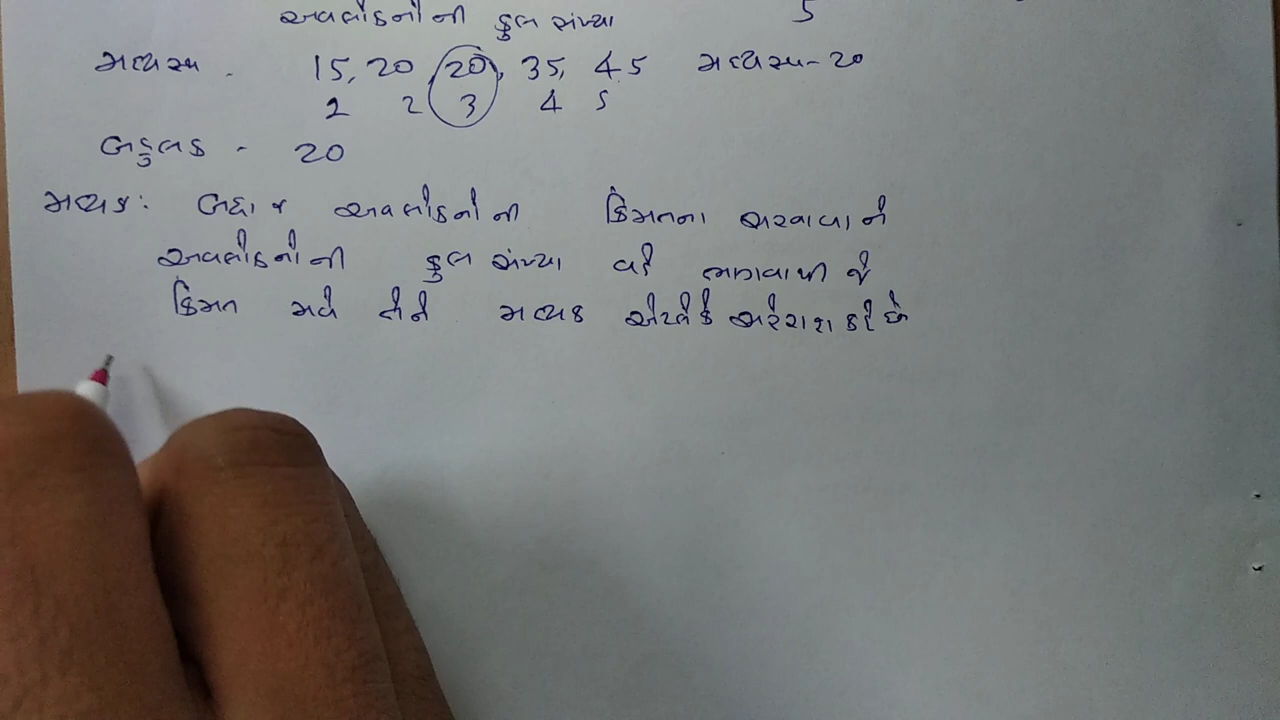 અવલોકનોની કુલ સંખ્યા 5
મધ્યસ્થ - 15, 20, 20, 35, 45 મધ્યસ્થ - 20
2 2 3 4 5
બહુલક - 20
મધ્યક : બધા જ અવલોકનોની કિંમતના સરવાળાને
અવલોકનોની કુલ સંખ્યા વડે ભાગવાથી જે
કિંમત મળે તેને મધ્યક એટલે કે સરેરાશ કહે છે